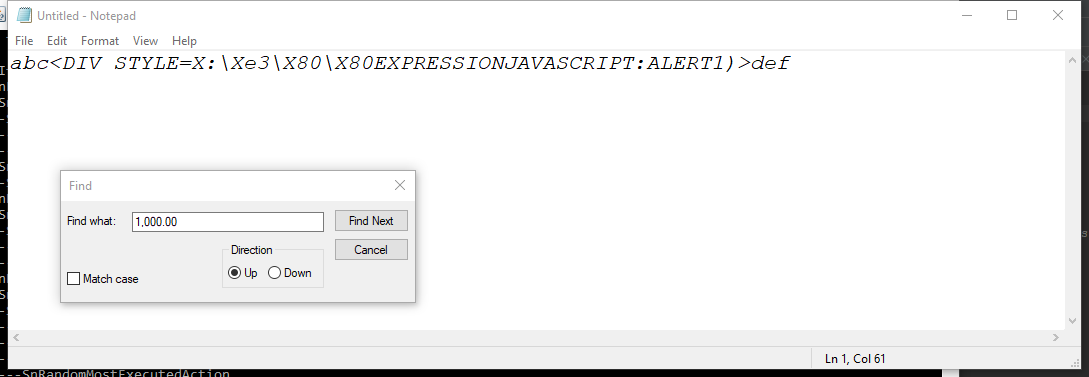 Untitled - Notepad
File Edit Format View Help
abc<DIV STYLE=X:\Xe3\X80\X80EXPRESSIONJAVASCRIPT:ALERT1)>def
Find
Find what: 1,000.00 Find Next
Direction Cancel
Match case Up Down
Ln 1, Col 61
---SnRandomMostExecutedAction